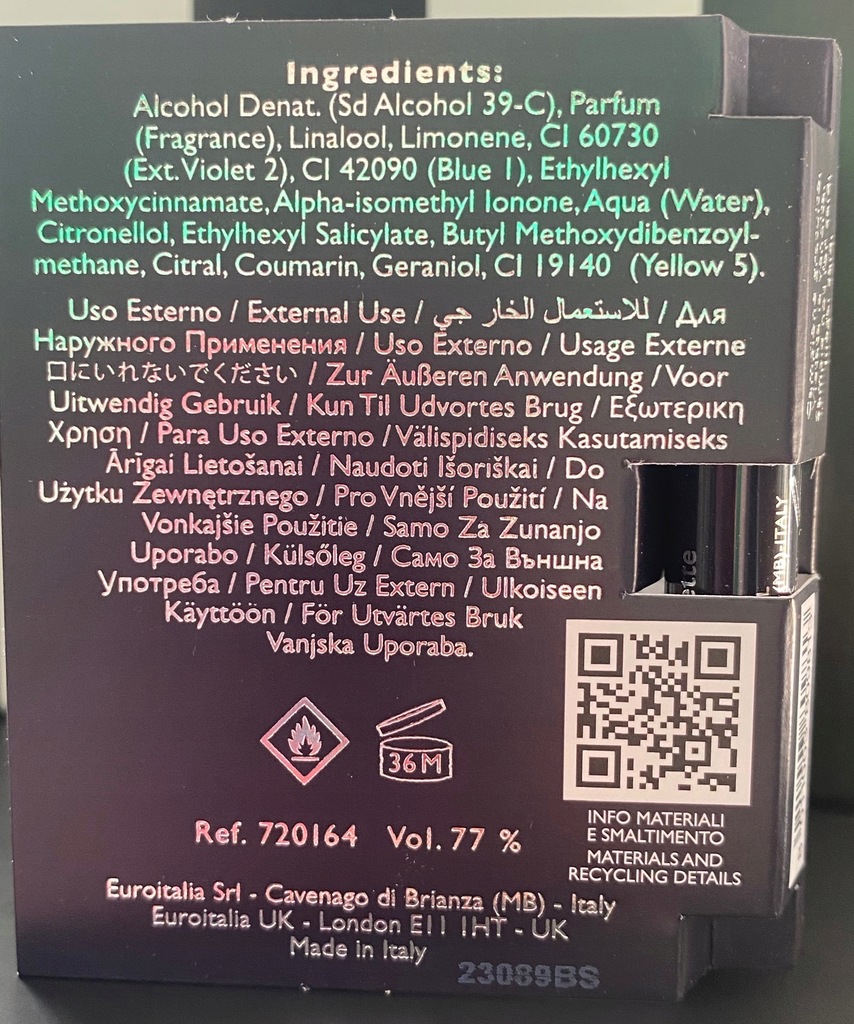 Ingredients:
Alcohol Denat. (Sd Alcohol 39-C), Parfum
(Fragrance), Linalool, Limonene, CI 60730
(Ext. Violet 2), CI 42090 (Blue 1), Ethylhexyl
Methoxycinnamate, Alpha-isomethyl Ionone, Aqua (Water),
Citronellol, Ethylhexyl Salicylate, Butyl Methoxydibenzoyl-
methane, Citral, Coumarin, Geraniol, CI 19140 (Yellow 5).
Uso Esterno / External Use / للاستعمال الخار جي / Для
Наружного Применения / Uso Externo / Usage Externe
口にいれないでください / Zur Äußeren Anwendung / Voor
Uitwendig Gebruik / Kun Til Udvortes Brug / Εξωτερικη
Χρηση / Para Uso Externo / Välispidiseks Kasutamiseks
Ārīgai Lietošanai / Naudoti Išoriškai / Do
Użytku Zewnętrznego / Pro Vnější Použití / Na
Vonkajšie Použitie / Samo Za Zunanjo
Uporabo / Külsőleg / Само За Външна
Употреба / Pentru Uz Extern / Ulkoiseen
Käyttöön / För Utvärtes Bruk
Vanjska Uporaba.
ette
(MB)-ITALY
36M
INFO MATERIALI
E SMALTIMENTO
MATERIALS AND
RECYCLING DETAILS
Ref. 720164 Vol. 77 %
Euroitalia Srl - Cavenago di Brianza (MB) - Italy
Euroitalia UK - London E11 1HT - UK
Made in Italy
23089BS